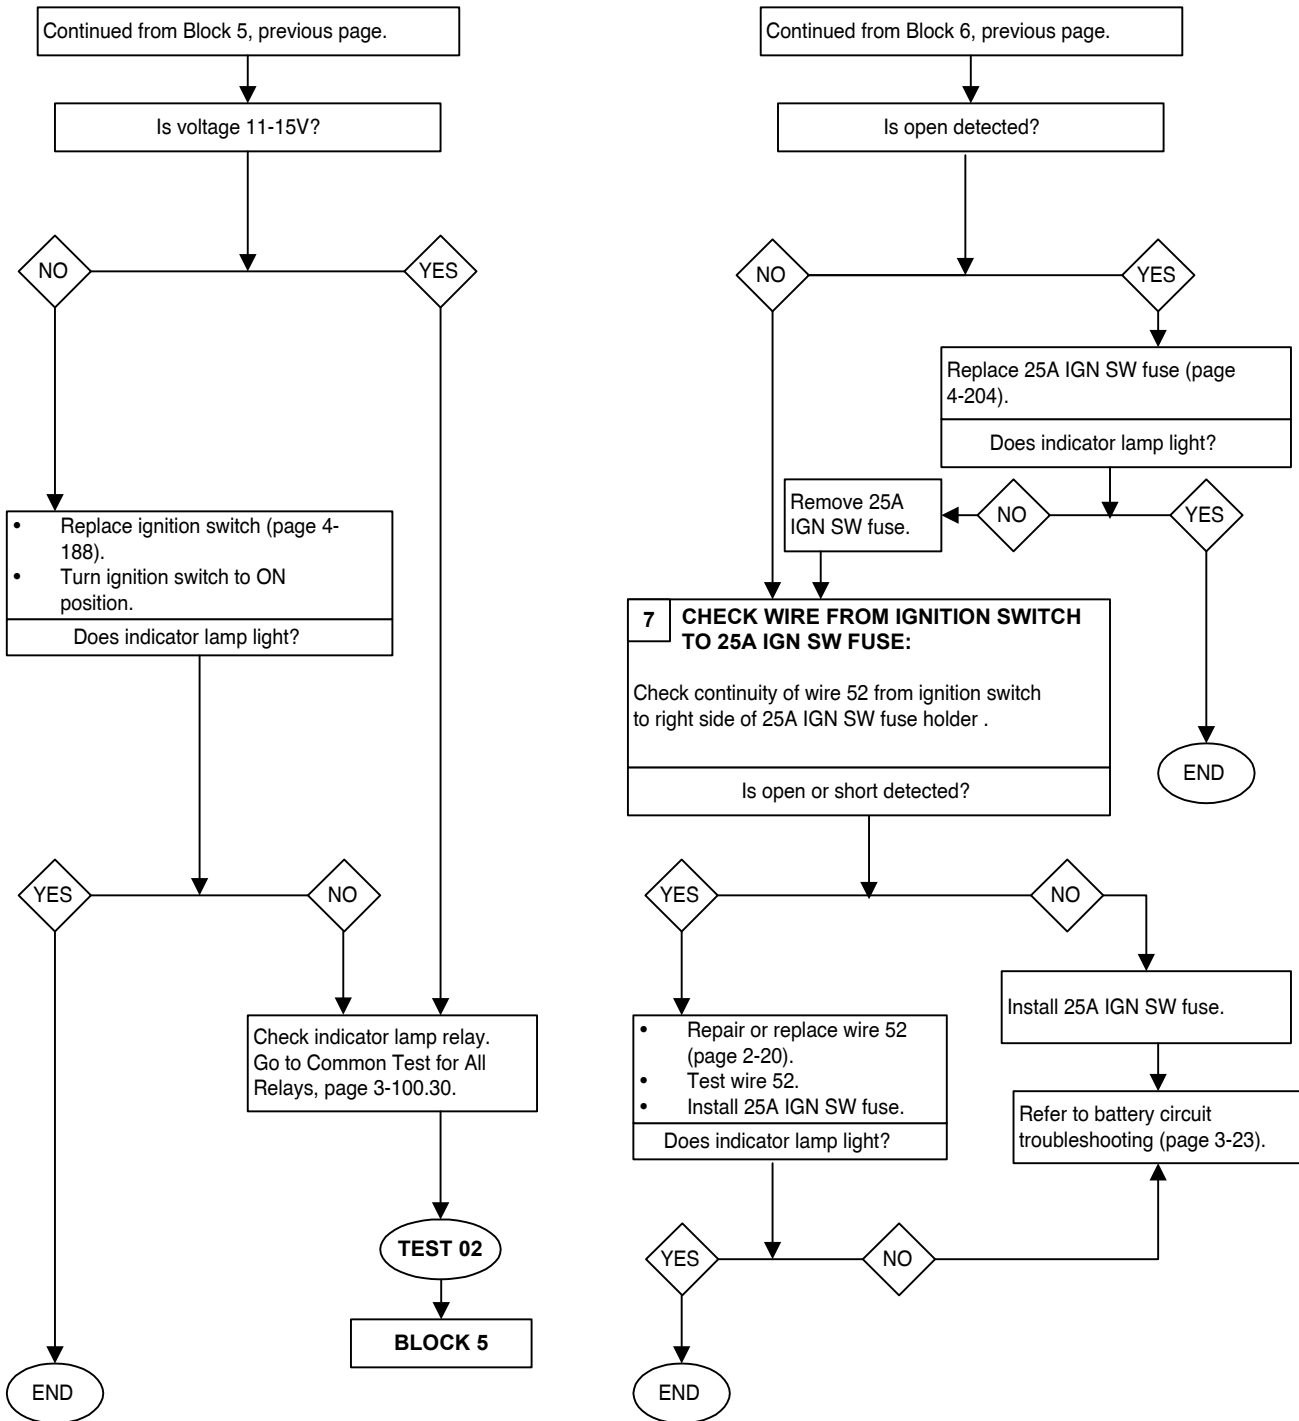 Continued from Block 5, previous page.
Is voltage 11-15V?
NO
YES
•	Replace ignition switch (page 4-
188).
•	Turn ignition switch to ON
position.
Does indicator lamp light?
YES
NO
Check indicator lamp relay.
Go to Common Test for All
Relays, page 3-100.30.
TEST 02
BLOCK 5
END
Continued from Block 6, previous page.
Is open detected?
NO
YES
Replace 25A IGN SW fuse (page
4-204).
Does indicator lamp light?
Remove 25A
IGN SW fuse.
NO
YES
END
7 CHECK WIRE FROM IGNITION SWITCH
TO 25A IGN SW FUSE:
Check continuity of wire 52 from ignition switch
to right side of 25A IGN SW fuse holder .
Is open or short detected?
YES
NO
Install 25A IGN SW fuse.
•	Repair or replace wire 52
(page 2-20).
•	Test wire 52.
•	Install 25A IGN SW fuse.
Does indicator lamp light?
Refer to battery circuit
troubleshooting (page 3-23).
YES
NO
END